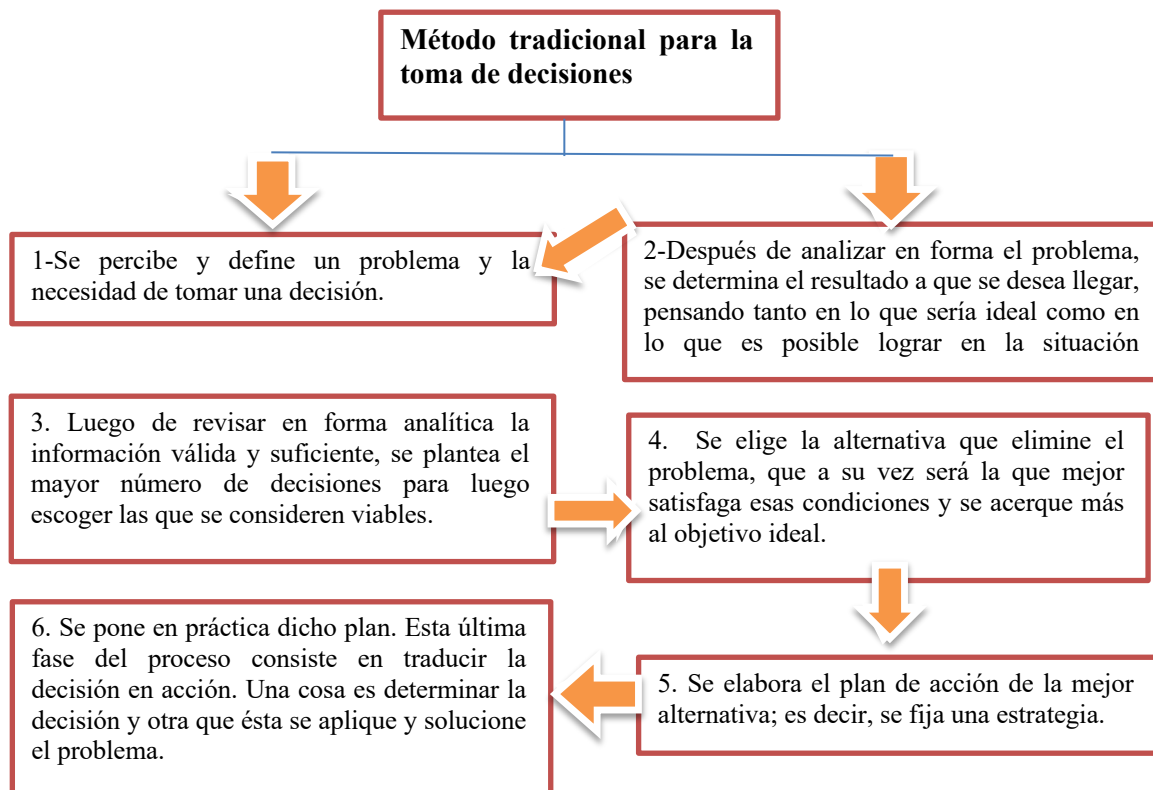 Método tradicional para la
toma de decisiones
1-Se percibe y define un problema y la
necesidad de tomar una decisión.
2-Después de analizar en forma el problema,
se determina el resultado a que se desea llegar,
pensando tanto en lo que sería ideal como en
lo que es posible lograr en la situación
3. Luego de revisar en forma analítica la
información válida y suficiente, se plantea el
mayor número de decisiones para luego
escoger las que se consideren viables.
4. Se elige la alternativa que elimine el
problema, que a su vez será la que mejor
satisfaga esas condiciones y se acerque más
al objetivo ideal.
5. Se elabora el plan de acción de la mejor
alternativa; es decir, se fija una estrategia.
6. Se pone en práctica dicho plan. Esta última
fase del proceso consiste en traducir la
decisión en acción. Una cosa es determinar la
decisión y otra que ésta se aplique y solucione
el problema.